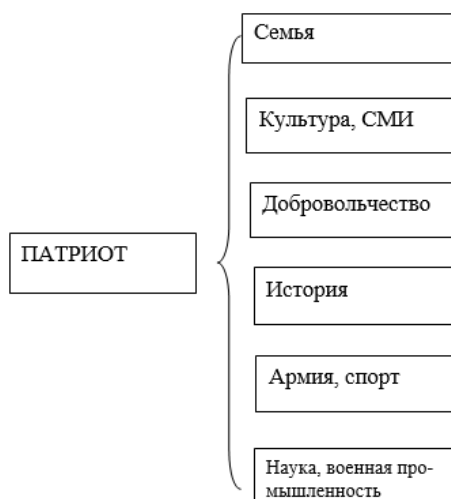 Семья
Культура, СМИ
Добровольчество
ПАТРИОТ
История
Армия, спорт
Наука, военная про-
мышленность